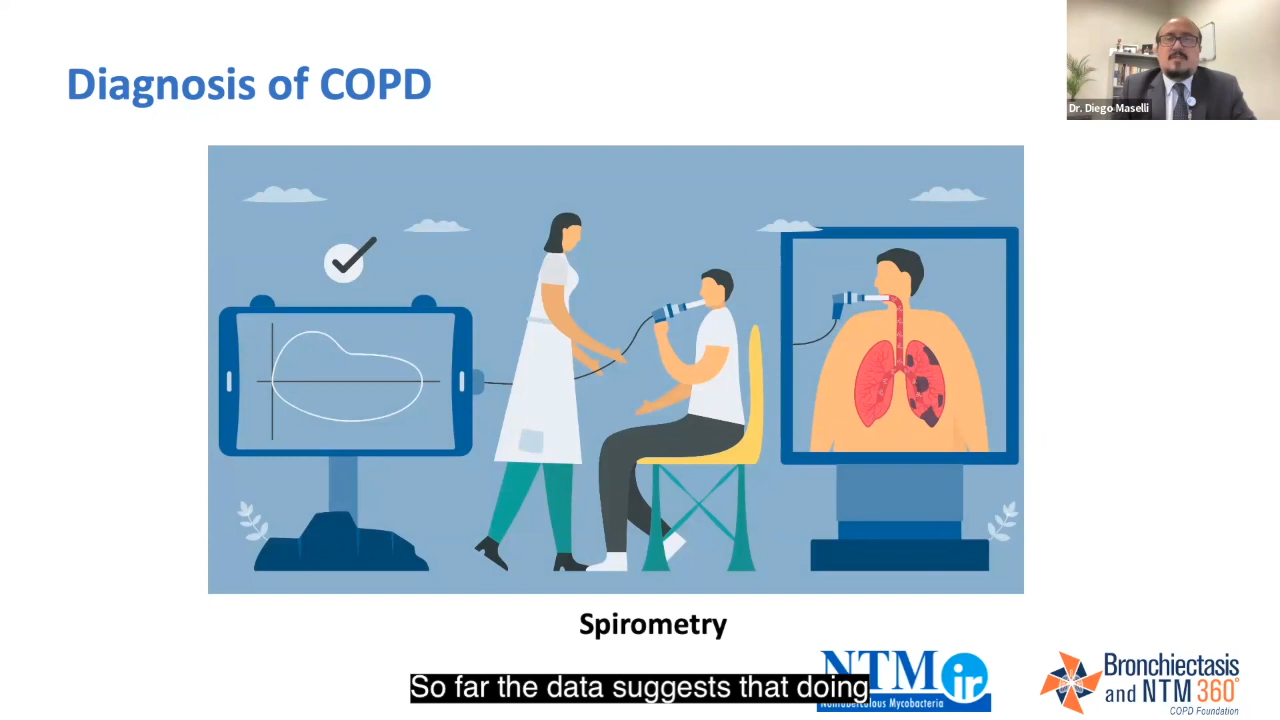 Diagnosis of COPD
Dr. Diego Maselli
Spirometry
So far the data suggests that doing
NTM ir
Nontuberculous Mycobacteria
Bronchiectasis
and NTM 360°
COPD Foundation